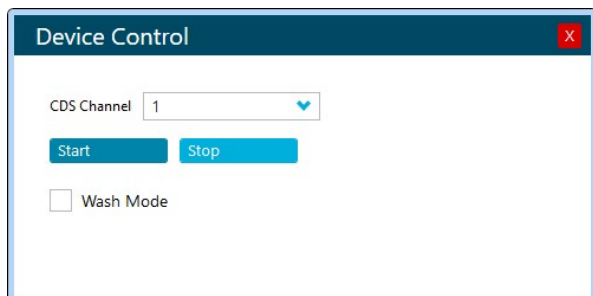 Device Control X
CDS Channel 1
Start Stop
Wash Mode